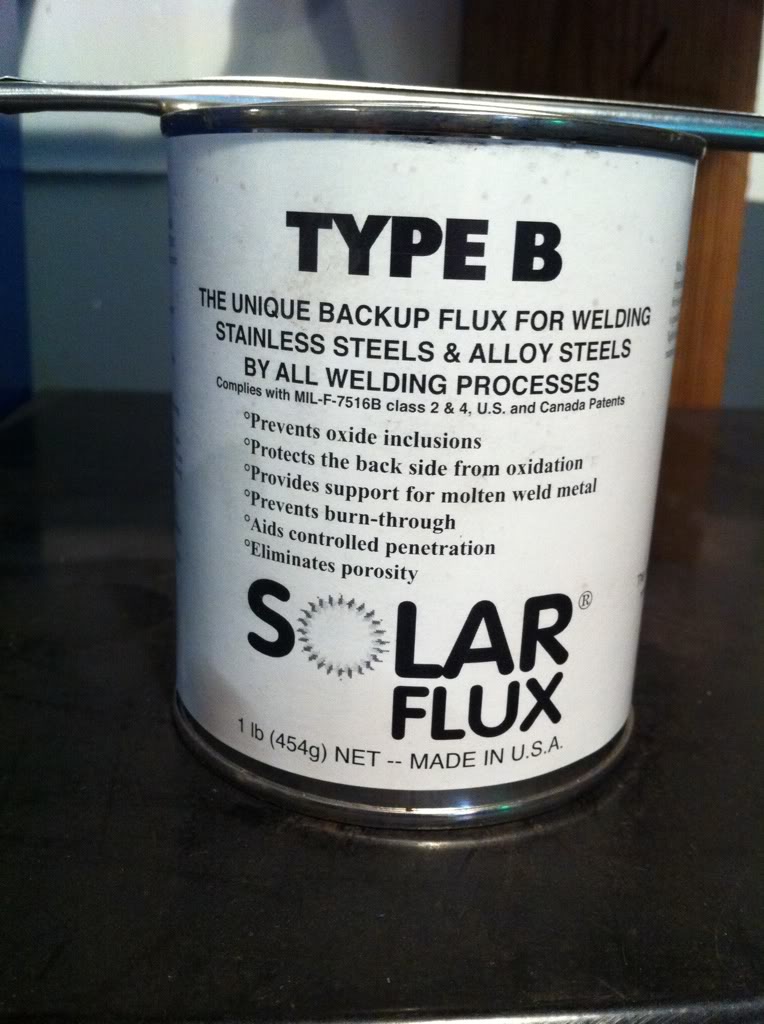 TYPE B
THE UNIQUE BACKUP FLUX FOR WELDING
STAINLESS STEELS & ALLOY STEELS
BY ALL WELDING PROCESSES
Complies with MIL-F-7516B class 2 & 4, U.S. and Canada Patents
°Prevents oxide inclusions
°Protects the back side from oxidation
°Provides support for molten weld metal
°Prevents burn-through
°Aids controlled penetration
°Eliminates porosity
SOLAR®
FLUX
1 lb (454g) NET -- MADE IN U.S.A.